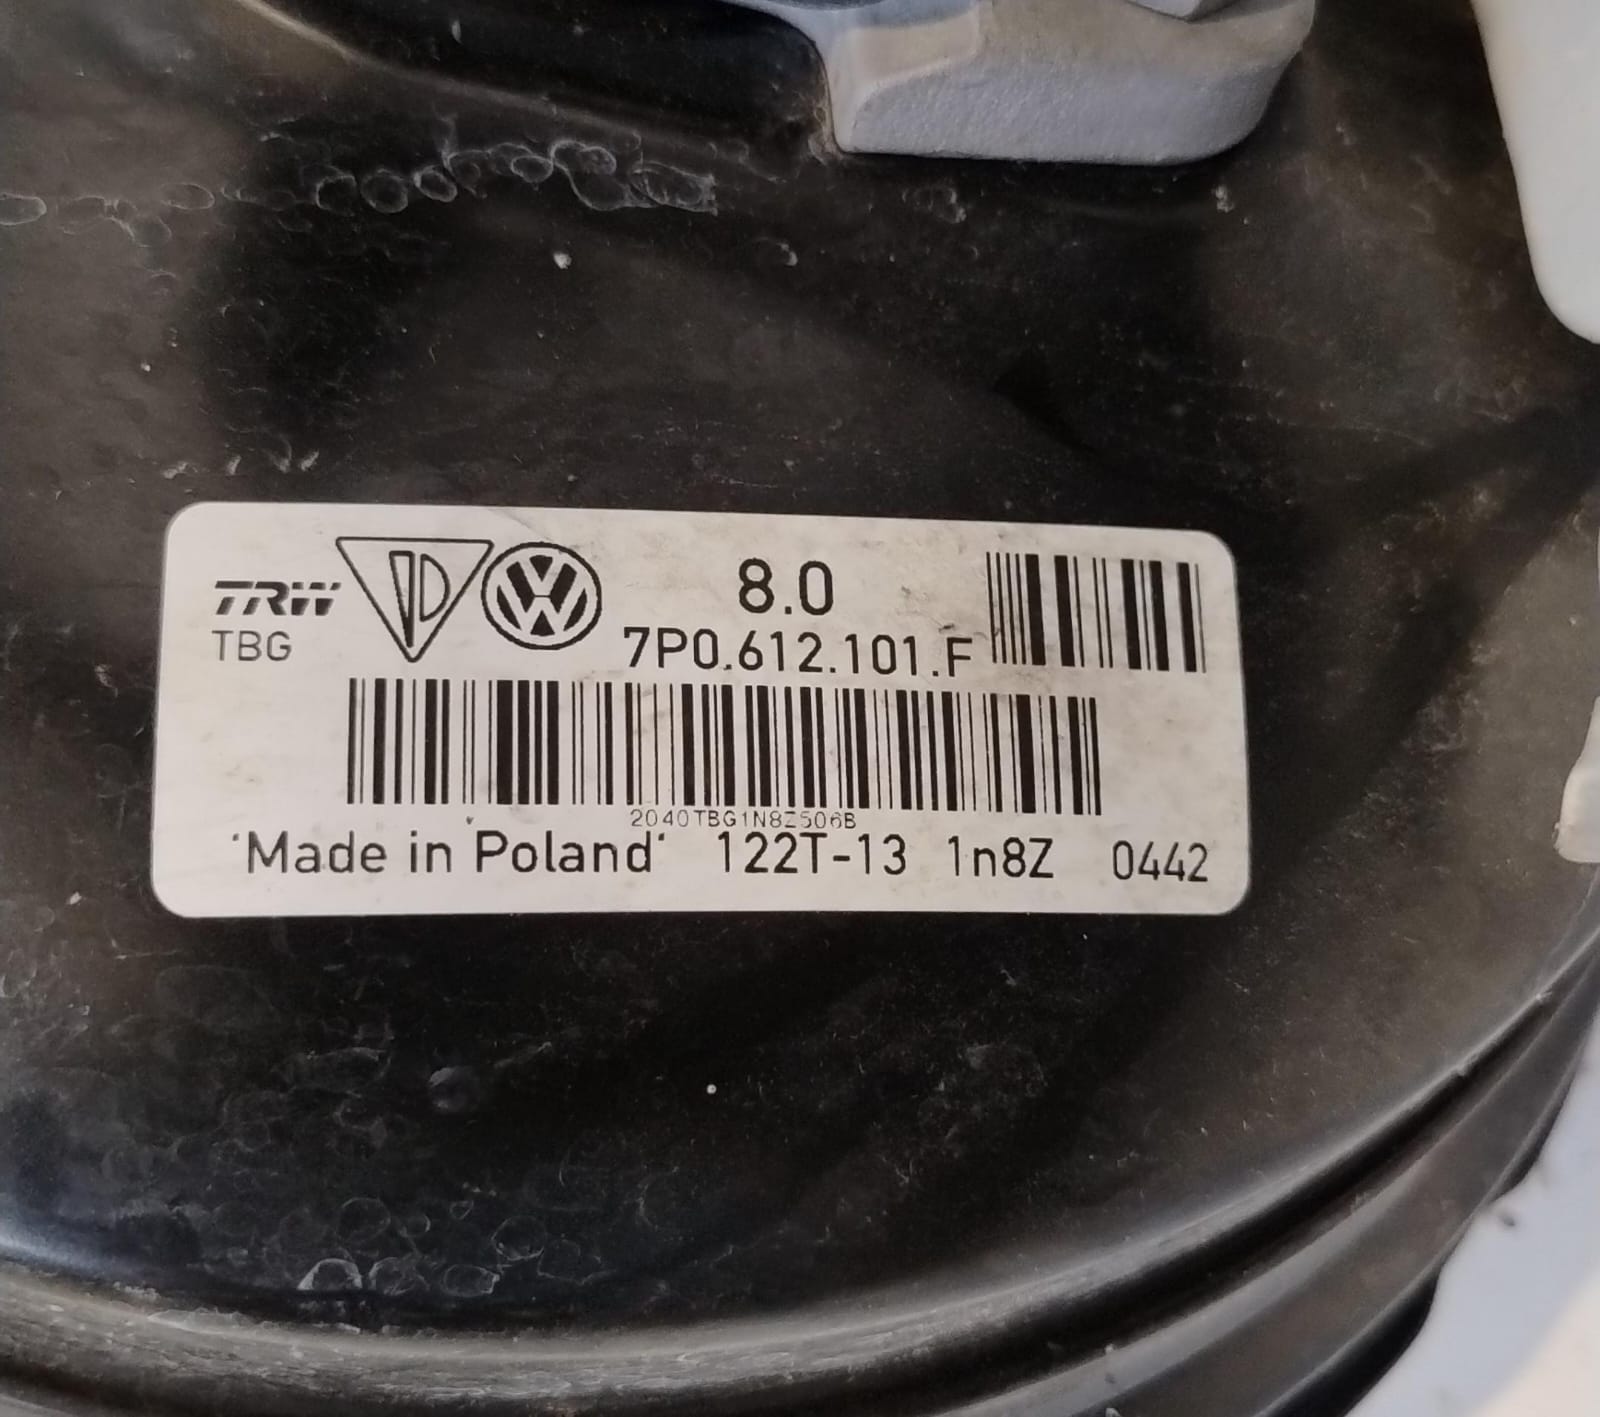 TRW
TBG
8.0
7P0.612.101.F
2040TBG1N8Z506B
'Made in Poland' 122T-13 1n8Z 0442